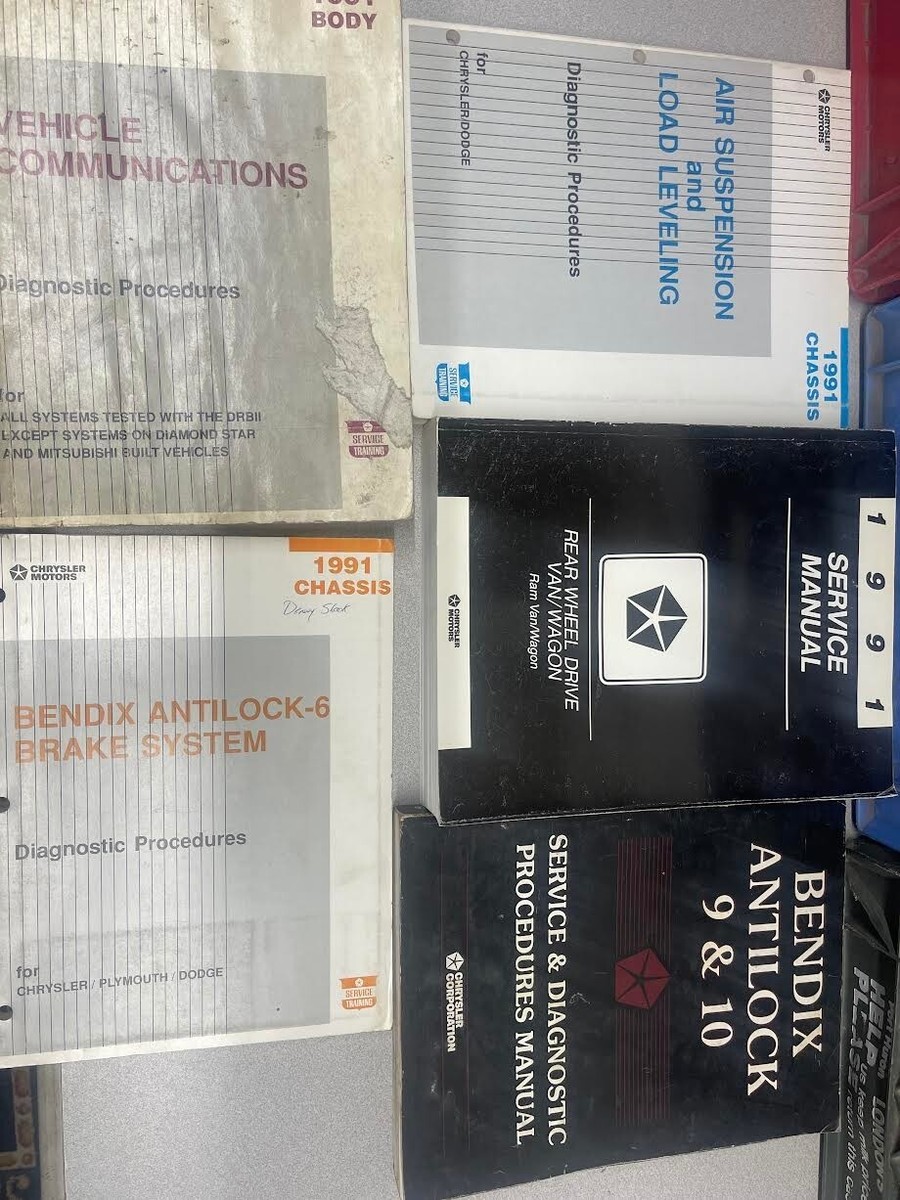 BODY
VEHICLE
COMMUNICATIONS
Diagnostic Procedures
for
ALL SYSTEMS TESTED WITH THE DRBII
EXCEPT SYSTEMS ON DIAMOND STAR
AND MITSUBISHI BUILT VEHICLES
SERVICE
TRAINING
CHRYSLER
MOTORS
1991
CHASSIS
AIR SUSPENSION
and
LOAD LEVELING
Diagnostic Procedures
for
CHRYSLER/DODGE
SERVICE
TRAINING
CHRYSLER
MOTORS
1991
CHASSIS
BENDIX ANTILOCK-6
BRAKE SYSTEM
Diagnostic Procedures
for
CHRYSLER / PLYMOUTH / DODGE
SERVICE
TRAINING
1991
SERVICE
MANUAL
REAR WHEEL DRIVE
VAN/WAGON
Ram Van/Wagon
CHRYSLER
MOTORS
BENDIX
ANTILOCK
9 & 10
SERVICE & DIAGNOSTIC
PROCEDURES MANUAL
CHRYSLER
CORPORATION
HELP us keep
PLEASE return this